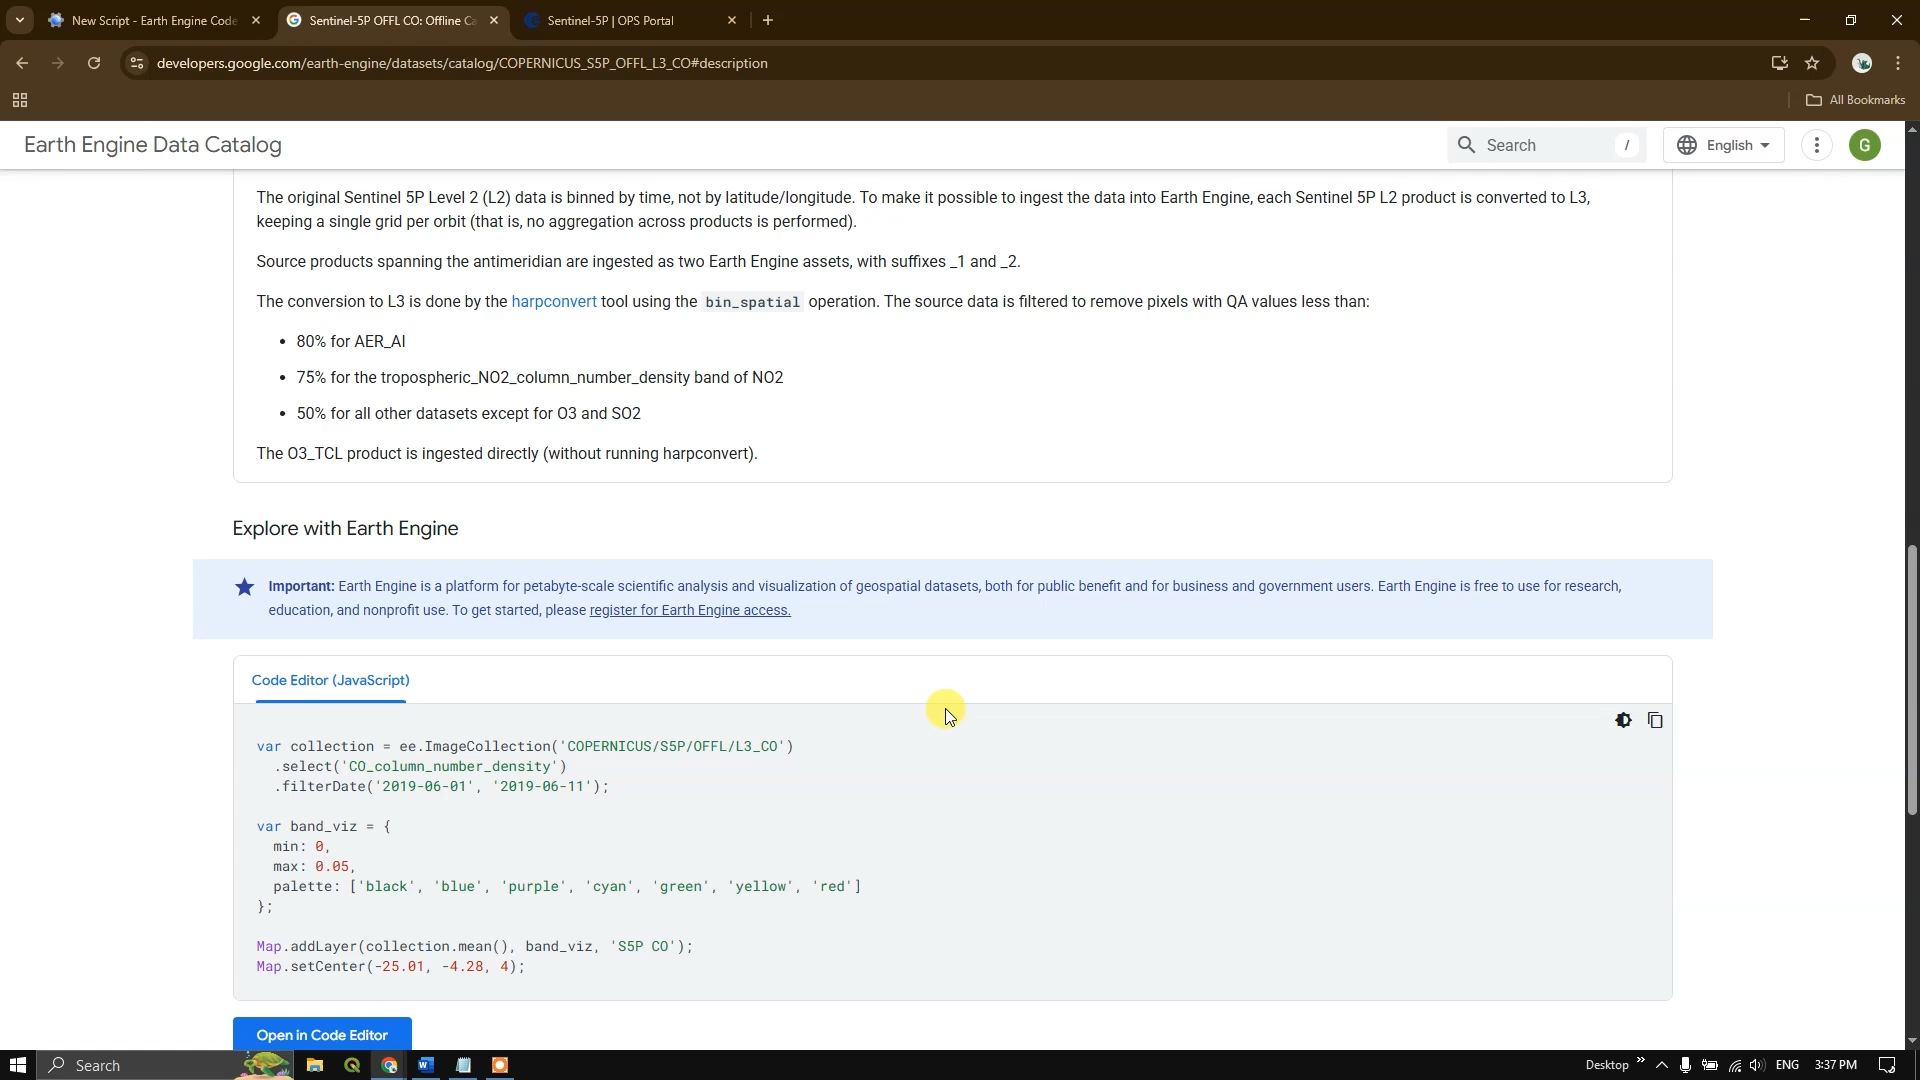 New Script - Earth Engine Code
Sentinel-5P OFFL CO: Offline Ca
Sentinel-5P | OPS Portal
developers.google.com/earth-engine/datasets/catalog/COPERNICUS_S5P_OFFL_L3_CO#description
All Bookmarks
Earth Engine Data Catalog
Search /
English
G
The original Sentinel 5P Level 2 (L2) data is binned by time, not by latitude/longitude. To make it possible to ingest the data into Earth Engine, each Sentinel 5P L2 product is converted to L3,
keeping a single grid per orbit (that is, no aggregation across products is performed).
Source products spanning the antimeridian are ingested as two Earth Engine assets, with suffixes _1 and _2.
The conversion to L3 is done by the harpconvert tool using the bin_spatial operation. The source data is filtered to remove pixels with QA values less than:
• 80% for AER_AI
• 75% for the tropospheric_NO2_column_number_density band of NO2
• 50% for all other datasets except for O3 and SO2
The O3_TCL product is ingested directly (without running harpconvert).
Explore with Earth Engine
Important: Earth Engine is a platform for petabyte-scale scientific analysis and visualization of geospatial datasets, both for public benefit and for business and government users. Earth Engine is free to use for research,
education, and nonprofit use. To get started, please register for Earth Engine access.
Code Editor (JavaScript)
var collection = ee.ImageCollection('COPERNICUS/S5P/OFFL/L3_CO')
.select('CO_column_number_density')
.filterDate('2019-06-01', '2019-06-11');
var band_viz = {
min: 0,
max: 0.05,
palette: ['black', 'blue', 'purple', 'cyan', 'green', 'yellow', 'red']
};
Map.addLayer(collection.mean(), band_viz, 'S5P CO');
Map.setCenter(-25.01, -4.28, 4);
Open in Code Editor
Search
Desktop
ENG
3:37 PM